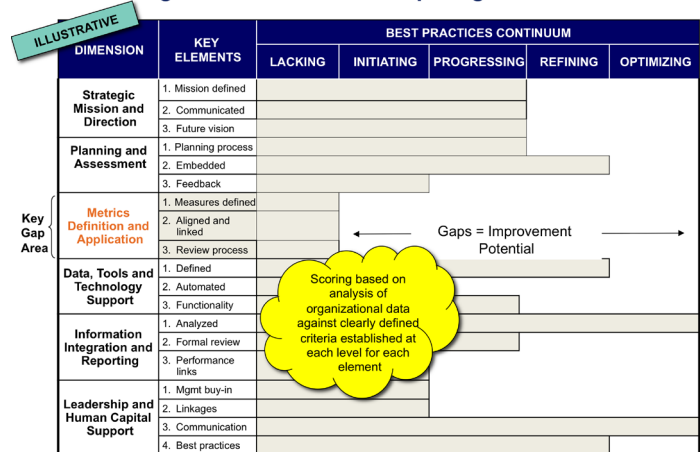 ILLUSTRATIVE
DIMENSION
KEY
ELEMENTS
BEST PRACTICES CONTINUUM
LACKING
INITIATING
PROGRESSING
REFINING
OPTIMIZING
Strategic
Mission and
Direction
1. Mission defined
2. Communicated
3. Future vision
Planning and
Assessment
1. Planning process
2. Embedded
3. Feedback
Key
Gap
Area
Metrics
Definition and
Application
1. Measures defined
2. Aligned and
linked
3. Review process
Gaps = Improvement
Potential
Data, Tools and
Technology
Support
1. Defined
2. Automated
3. Functionality
Scoring based on
analysis of
organizational data
against clearly defined
criteria established at
each level for each
element
Information
Integration and
Reporting
1. Analyzed
2. Formal review
3. Performance
links
Leadership and
Human Capital
Support
1. Mgmt buy-in
2. Linkages
3. Communication
4. Best practices